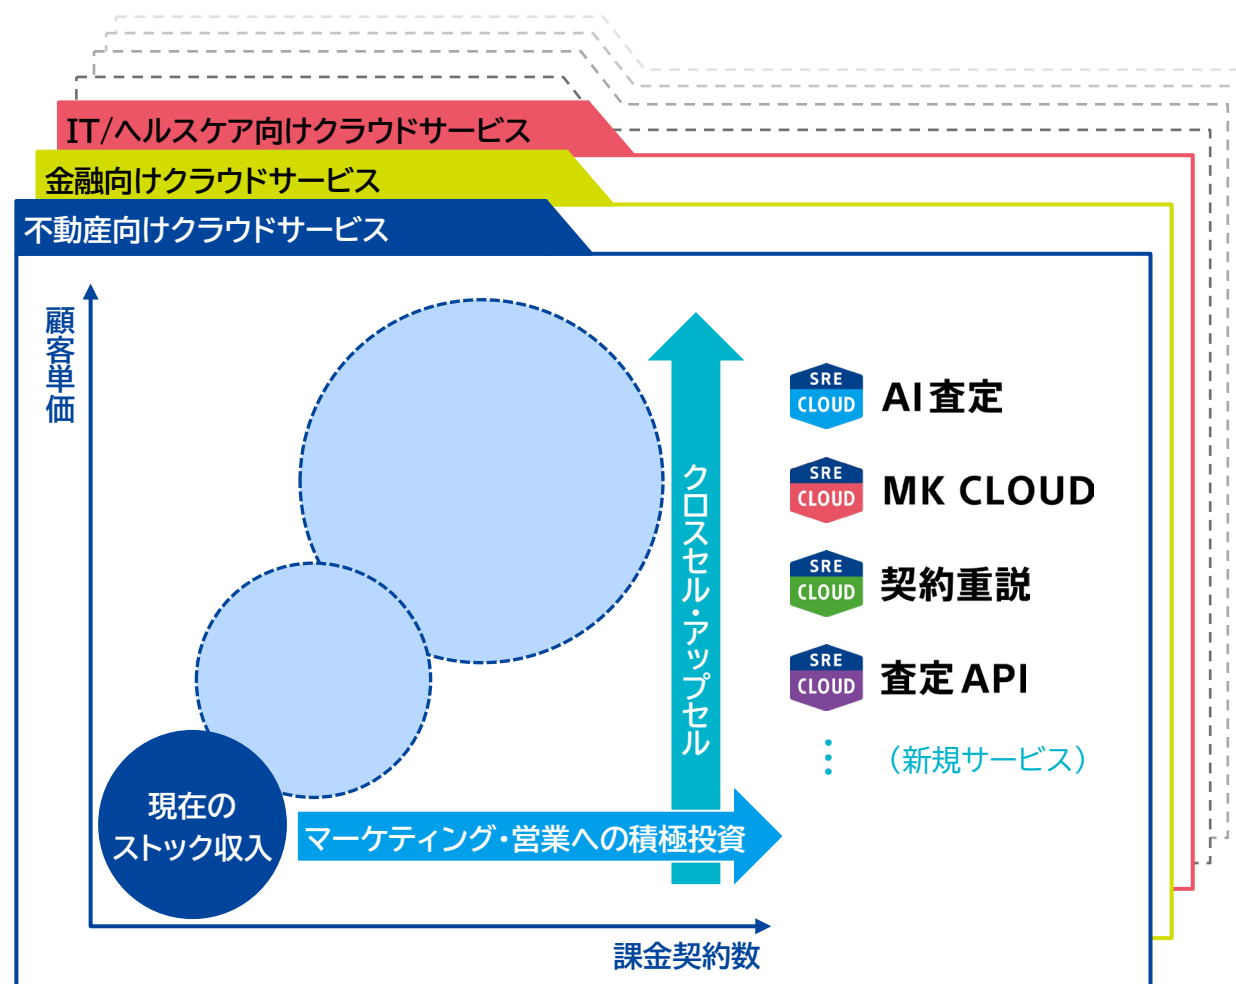 IT/ヘルスケア向けクラウドサービス
金融向けクラウドサービス
不動産向けクラウドサービス
顧客単価
クロスセル・アップセル
SRE
CLOUD
AI査定
SRE
CLOUD
MK CLOUD
SRE
CLOUD
契約重説
SRE
CLOUD
査定API
⋮
（新規サービス）
現在の
ストック収入
マーケティング・営業への積極投資
課金契約数